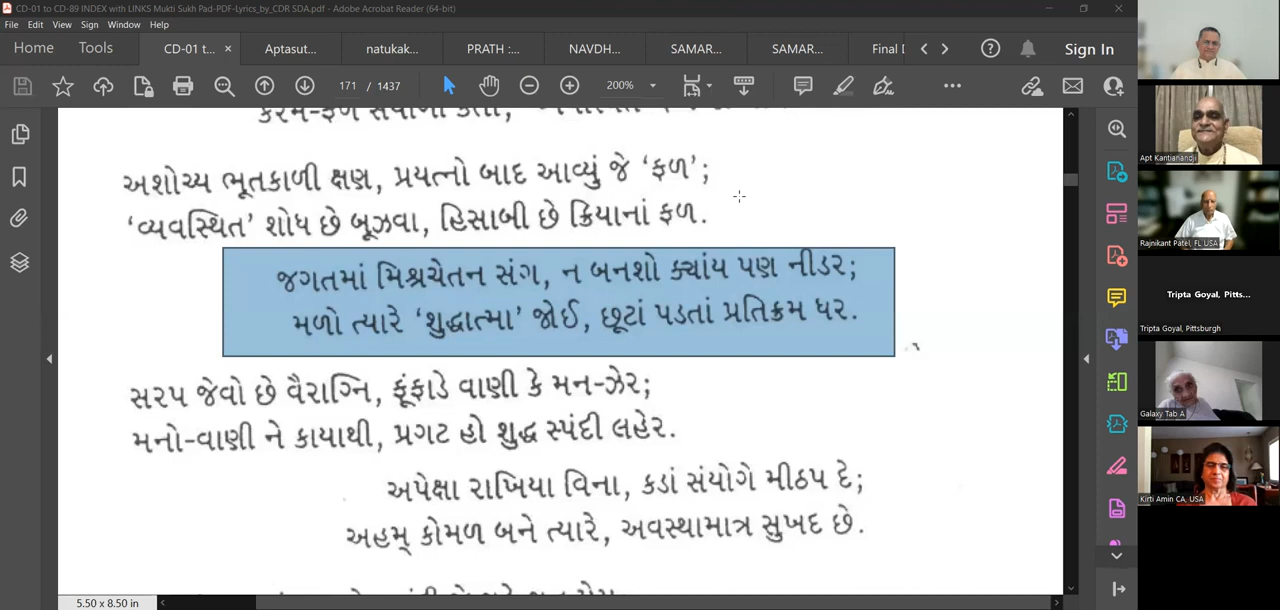 CD-01 to CD-89 INDEX with LINKS Mukti Sukh Pad-PDF-Lyrics_by_CDR SDA.pdf - Adobe Acrobat Reader (64-bit)
File Edit View Sign Window Help
Home Tools CD-01 t... × Aptasut... natukak... PRATH :... NAVDH... SAMAR... SAMAR... Final Sign In
171 / 1437 200%
અશોચ્ય ભૂતકાળી ક્ષણ, પ્રયત્નો બાદ આવ્યું જે ‘ફળ’;
‘વ્યવસ્થિત’ શોધ છે બૂઝવા, હિસાબી છે ક્રિયાનાં ફળ.
જગતમાં મિશ્રચેતન સંગ, ન બનશો ક્યાંય પણ નીડર;
મળો ત્યારે ‘શુદ્ધાત્મા’ જોઈ, છૂટાં પડતાં પ્રતિક્રમ ધર.
સરપ જેવો છે વૈરાગ્નિ, ફૂંફાડે વાણી કે મન-ઝેર;
મનો-વાણી ને કાયાથી, પ્રગટ હો શુદ્ધ સ્પંદી લહેર.
અપેક્ષા રાખિયા વિના, કડાં સંયોગે મીઠપ દે;
અહમ્ કોમળ બને ત્યારે, અવસ્થામાત્ર સુખદ છે.
5.50 x 8.50 in
Apt Kantianandji
Rajnikant Patel, FL USA
Tripta Goyal, Pitts...
Tripta Goyal, Pittsburgh
Galaxy Tab A
Kirti Amin CA, USA